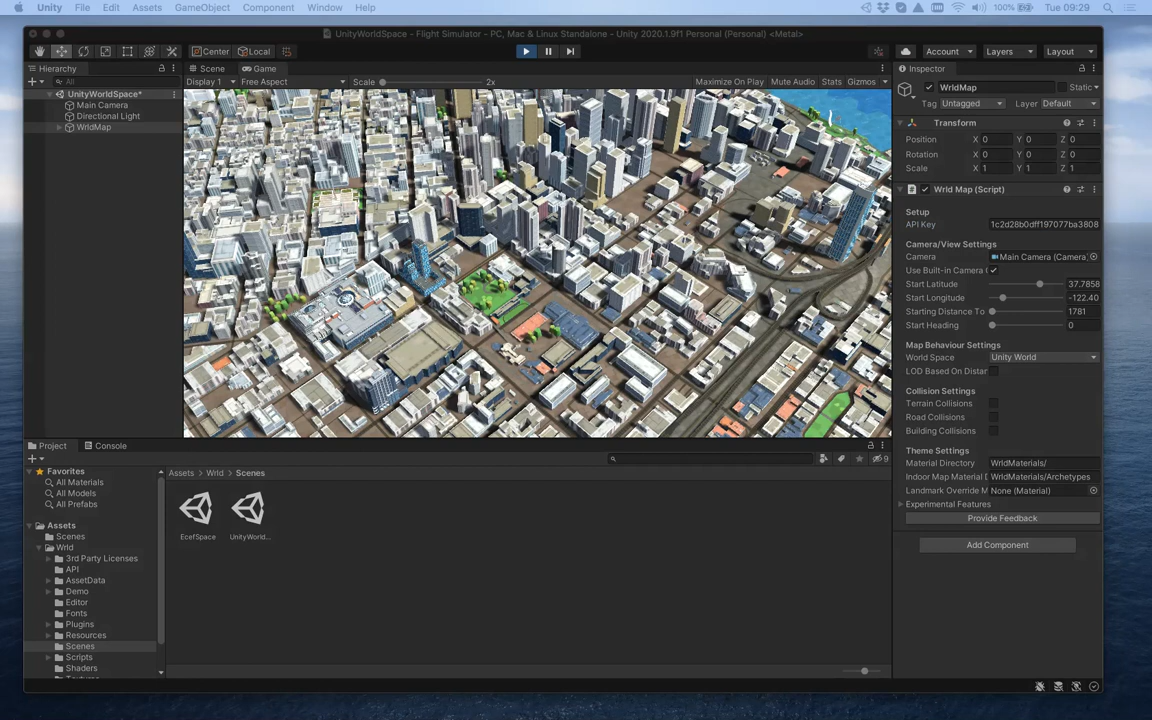 Unity File Edit Assets GameObject Component Window Help
100% Tue 09:29
UnityWorldSpace - Flight Simulator - PC, Mac & Linux Standalone - Unity 2020.1.9f1 Personal (Personal) <Metal>
Center Local Account Layers Layout
Hierarchy Scene Game Inspector
All
Display 1 Free Aspect Scale 2x Maximize On Play Mute Audio Stats Gizmos
UnityWorldSpace*
Main Camera
Directional Light
WrldMap
WrldMap Static
Tag Untagged Layer Default
Transform
Position X 0 Y 0 Z 0
Rotation X 0 Y 0 Z 0
Scale X 1 Y 1 Z 1
Wrld Map (Script)
Setup
API Key 1c2d28b0dff197077ba3808
Camera/View Settings
Camera Main Camera (Camera)
Use Built-in Camera C
Start Latitude 37.7858
Start Longitude -122.40
Starting Distance To 1781
Start Heading 0
Map Behaviour Settings
World Space Unity World
LOD Based On Distar
Collision Settings
Terrain Collisions
Road Collisions
Building Collisions
Theme Settings
Material Directory WrldMaterials/
Indoor Map Material D WrldMaterials/Archetypes
Landmark Override M None (Material)
Experimental Features
Provide Feedback
Add Component
Project Console
9
Favorites
All Materials
All Models
All Prefabs
Assets
Scenes
Wrld
3rd Party Licenses
API
AssetData
Demo
Editor
Fonts
Plugins
Resources
Scenes
Scripts
Shaders
Textures
Assets Wrld Scenes
EcefSpace UnityWorld...